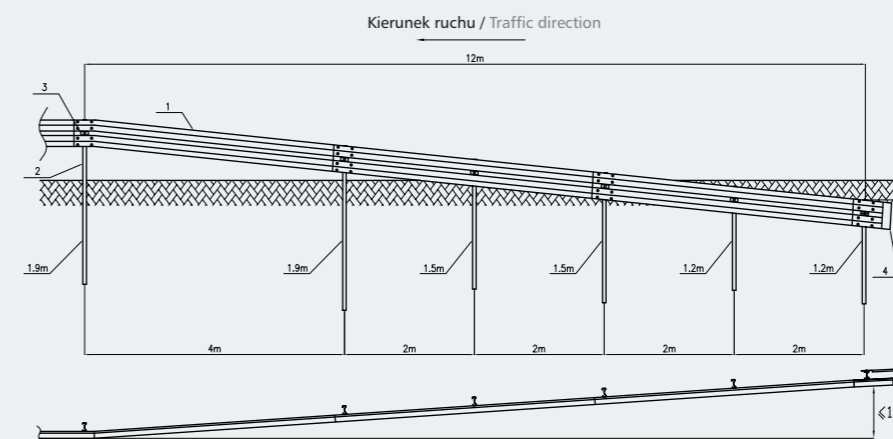 Kierunek ruchu / Traffic direction
12m
3
1
2
1.9m
1.9m
1.5m
1.5m
1.2m
1.2m
4
4m
2m
2m
2m
2m